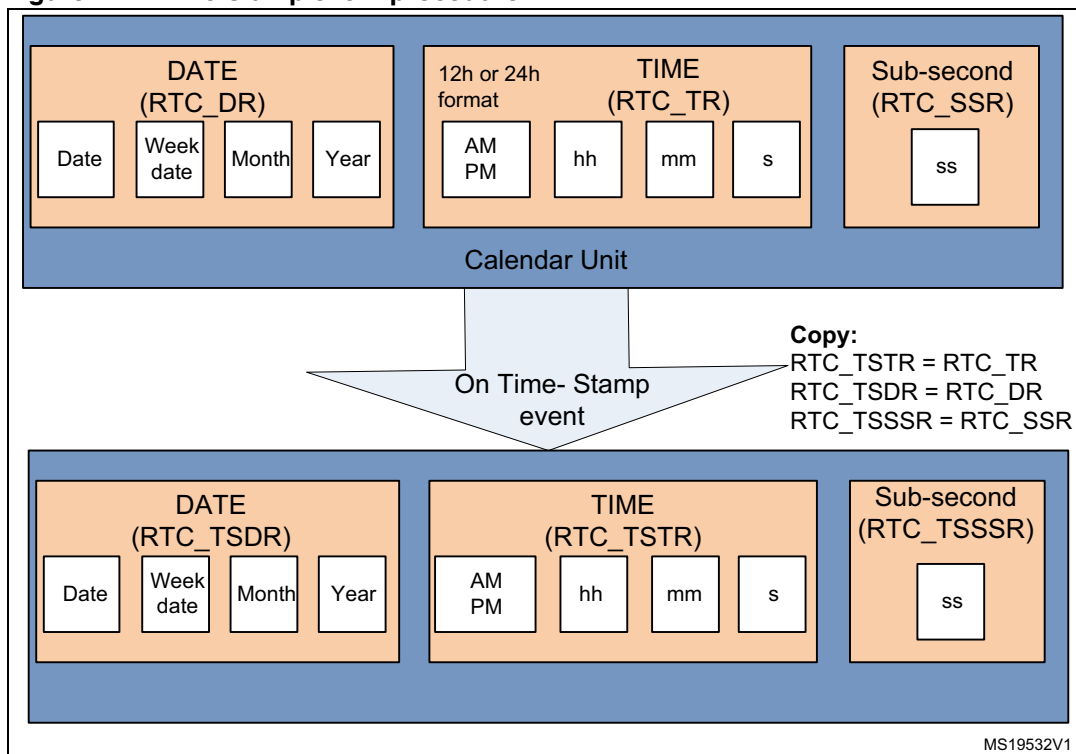 DATE
(RTC_DR)
Date
Week
date
Month
Year
12h or 24h
format
TIME
(RTC_TR)
AM
PM
hh
mm
s
Sub-second
(RTC_SSR)
ss
Calendar Unit
On Time- Stamp
event
Copy:
RTC_TSTR = RTC_TR
RTC_TSDR = RTC_DR
RTC_TSSSR = RTC_SSR
DATE
(RTC_TSDR)
Date
Week
date
Month
Year
TIME
(RTC_TSTR)
AM
PM
hh
mm
s
Sub-second
(RTC_TSSSR)
ss
MS19532V1